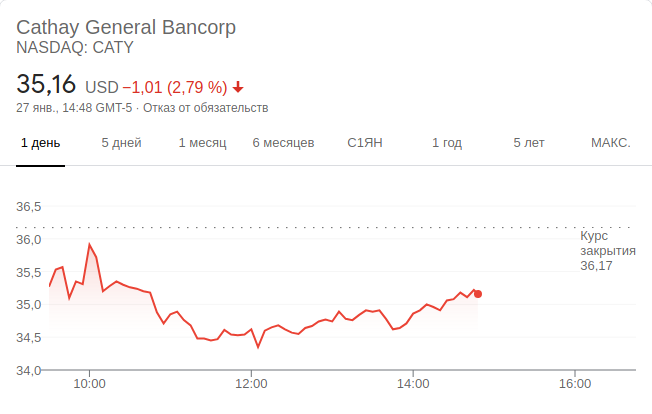 Cathay General Bancorp
NASDAQ: CATY
35,16 USD −1,01 (2,79 %)
27 янв., 14:48 GMT-5 · Отказ от обязательств
1 день 5 дней 1 месяц 6 месяцев С1ЯН 1 год 5 лет МАКС.
36,5
36,0
35,5
35,0
34,5
34,0
Курс
закрытия
36,17
10:00 12:00 14:00 16:00